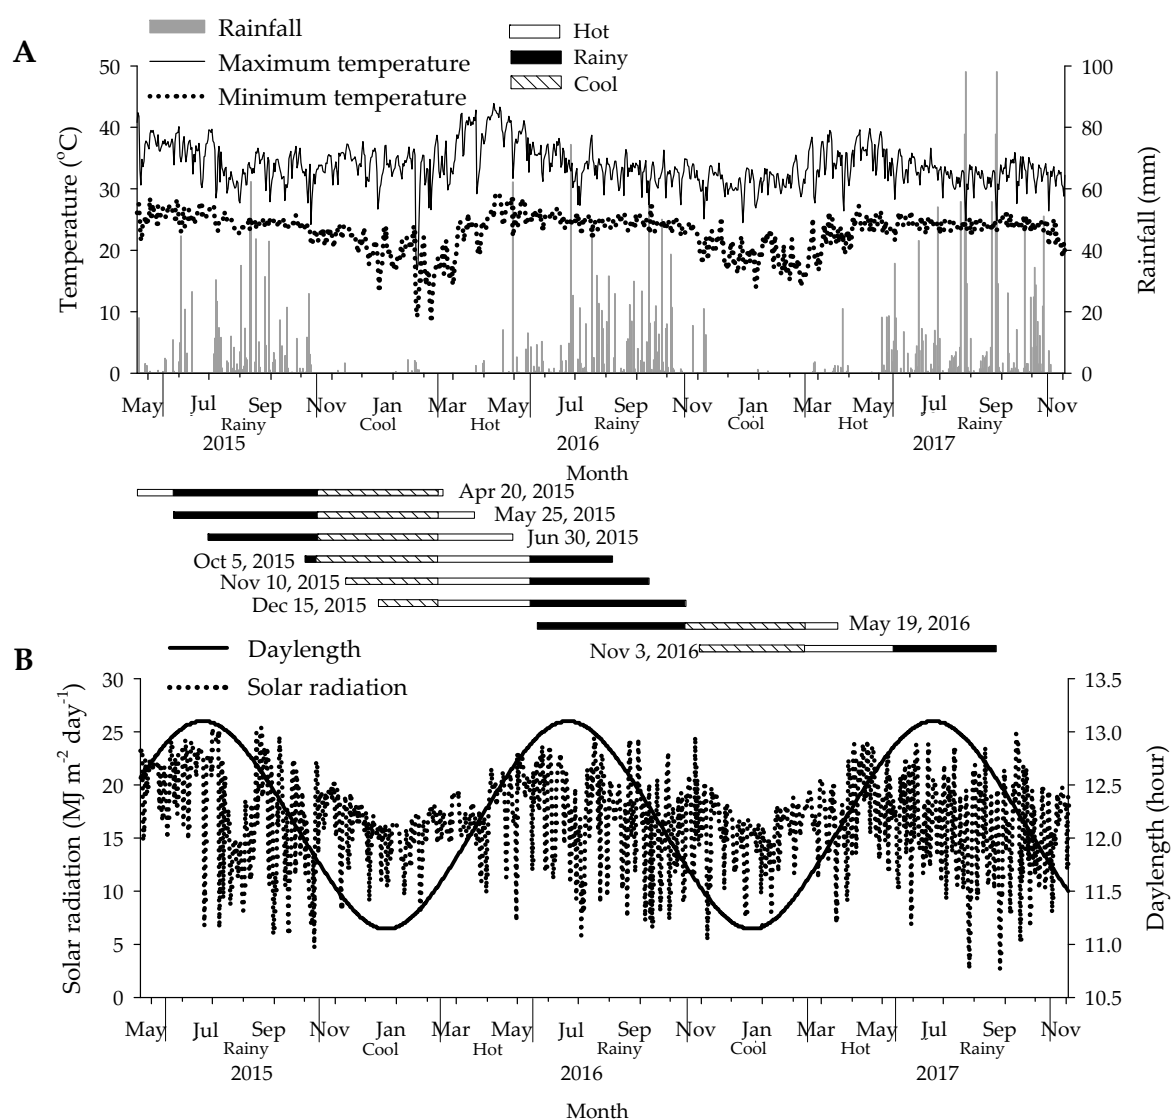 A
Rainfall
Maximum temperature
Minimum temperature
Hot
Rainy
Cool
Temperature (°C)
50
40
30
20
10
0
Rainfall (mm)
100
80
60
40
20
0
May Jul Sep Nov Jan Mar May Jul Sep Nov Jan Mar May Jul Sep Nov
Rainy Cool Hot Rainy Cool Hot Rainy
2015 2016 2017
Month
Apr 20, 2015
May 25, 2015
Jun 30, 2015
Oct 5, 2015
Nov 10, 2015
Dec 15, 2015
May 19, 2016
Nov 3, 2016
B
Daylength
Solar radiation
Solar radiation (MJ m⁻² day⁻¹)
30
25
20
15
10
5
0
Daylength (hour)
13.5
13.0
12.5
12.0
11.5
11.0
10.5
May Jul Sep Nov Jan Mar May Jul Sep Nov Jan Mar May Jul Sep Nov
Rainy Cool Hot Rainy Cool Hot Rainy
2015 2016 2017
Month